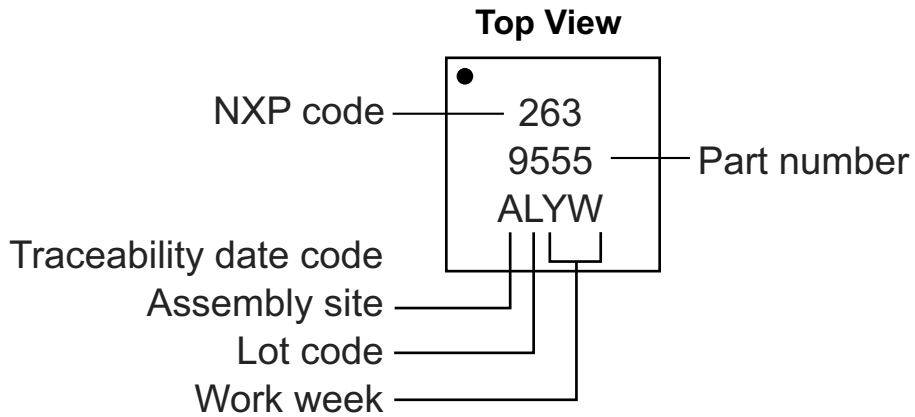 Top View
NXP code
263
9555
Part number
ALYW
Traceability date code
Assembly site
Lot code
Work week